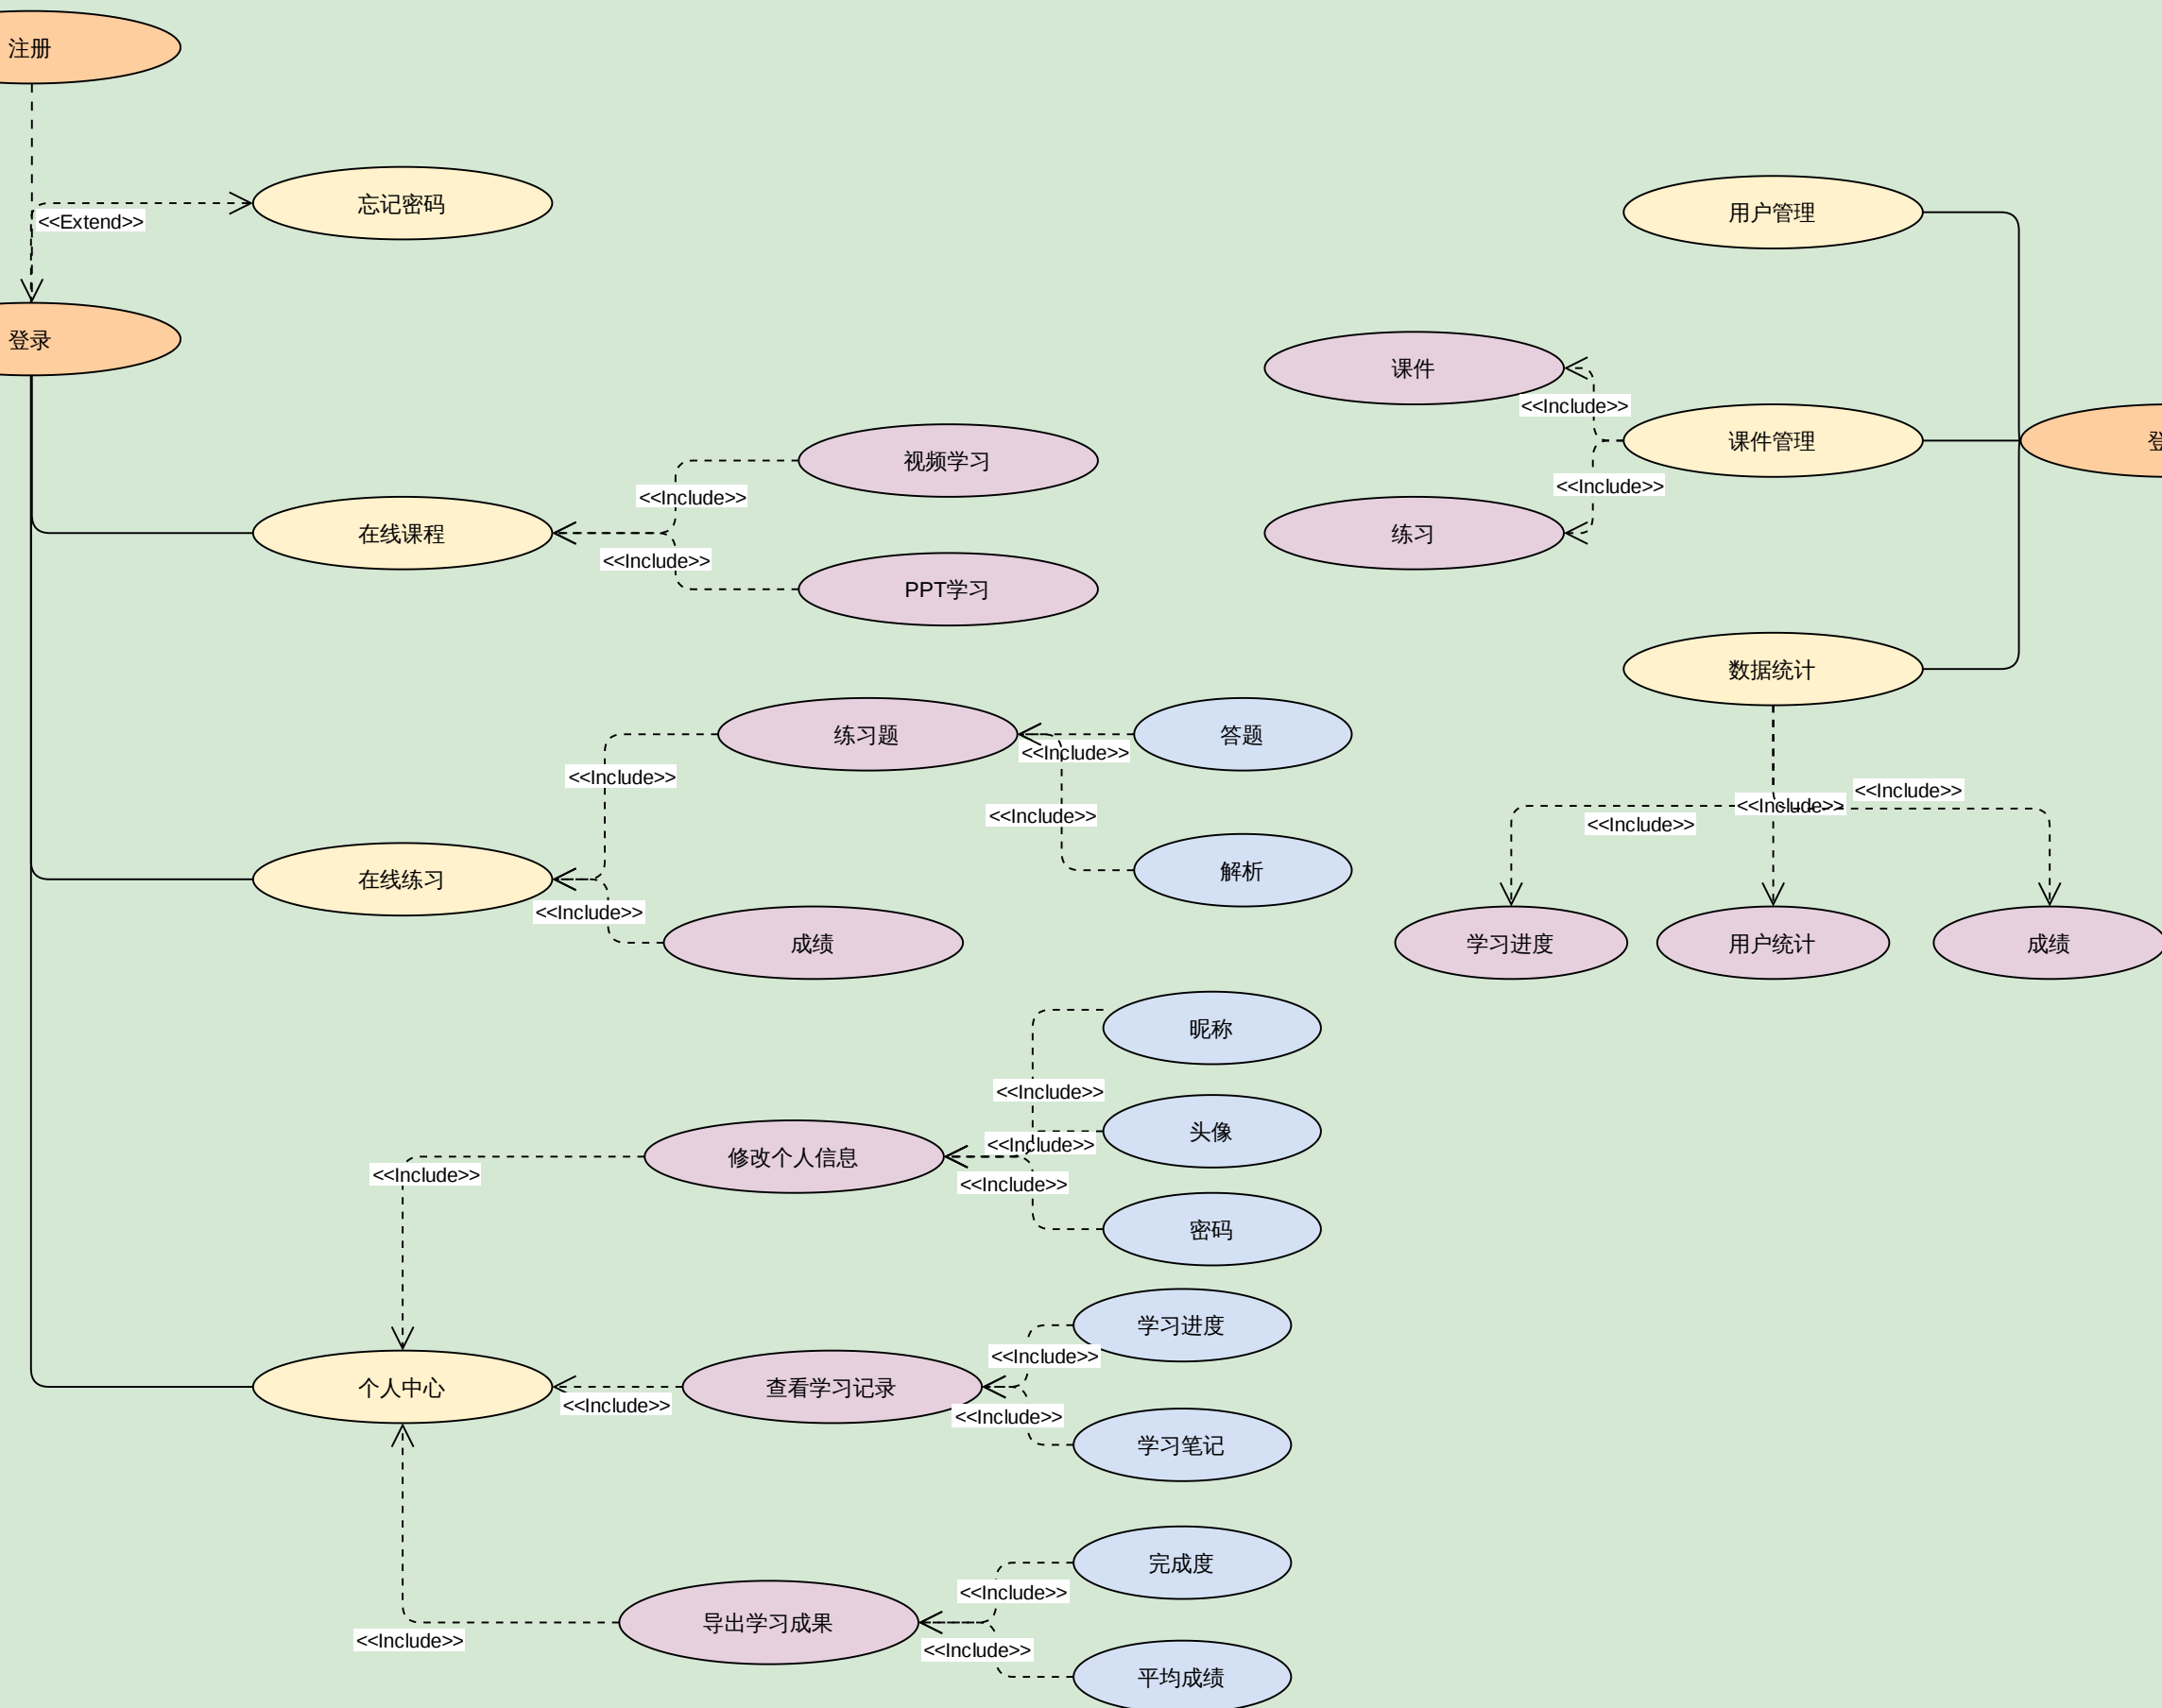 注册
忘记密码
<<Extend>>
登录
在线课程
视频学习
<<Include>>
<<Include>>
PPT学习
练习题
答题
<<Include>>
<<Include>>
<<Include>>
解析
在线练习
<<Include>>
成绩
昵称
<<Include>>
头像
<<Include>>
修改个人信息
<<Include>>
<<Include>>
密码
学习进度
<<Include>>
个人中心
查看学习记录
<<Include>>
<<Include>>
学习笔记
完成度
<<Include>>
导出学习成果
<<Include>>
<<Include>>
平均成绩
用户管理
课件
<<Include>>
课件管理
登
<<Include>>
练习
数据统计
<<Include>>
<<Include>>
<<Include>>
学习进度
用户统计
成绩